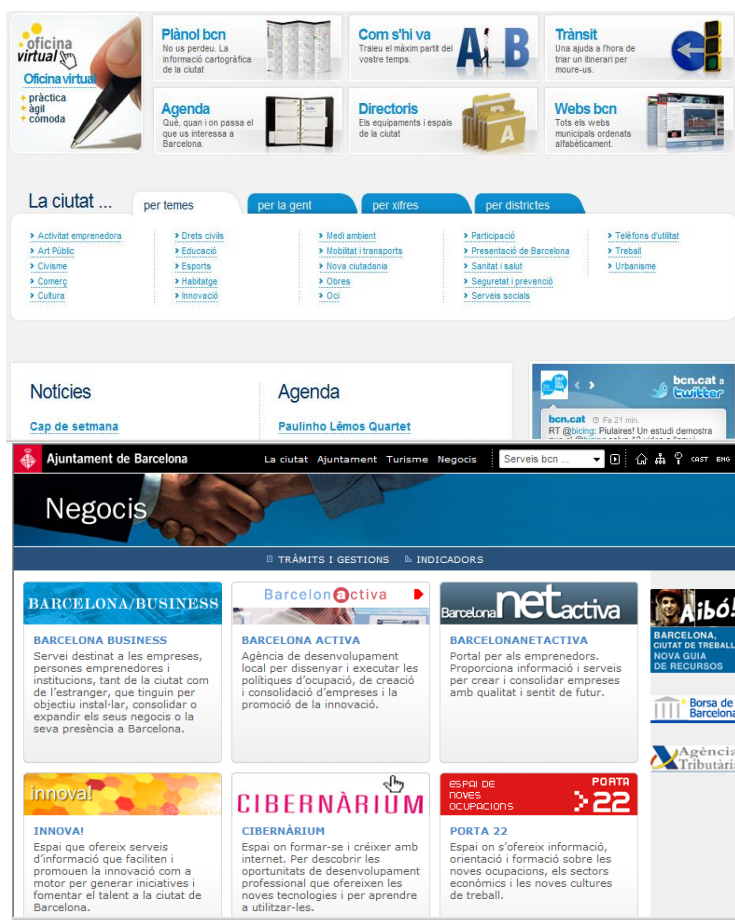 oficina
virtual
Oficina virtual
+ pràctica
+ àgil
+ còmoda
Plànol bcn
No us perdeu. La
informació cartogràfica
de la ciutat
Com s'hi va
Traieu el màxim partit del
vostre temps.
A B
Trànsit
Una ajuda a l'hora de
triar un itinerari per
moure-us.
Agenda
Què, quan i on passa el
que us interessa a
Barcelona.
Directoris
Els equipaments i espais
de la ciutat
A
Webs bcn
Tots els webs
municipals ordenats
alfabèticament.
La ciutat ...
per temes
per la gent
per xifres
per districtes
Activitat emprenedora
Art Públic
Civisme
Comerç
Cultura
Drets civils
Educació
Esports
Habitatge
Innovació
Medi ambient
Mobilitat i transports
Nova ciutadania
Obres
Oci
Participació
Presentació de Barcelona
Sanitat i salut
Seguretat i prevenció
Serveis socials
Telèfons d'utilitat
Treball
Urbanisme
Notícies
Cap de setmana
Agenda
Paulinho Lêmos Quartet
bcn.cat a
twitter
bcn.cat Fa 21 min.
RT @bicing: Piulaires! Un estudi demostra
Ajuntament de Barcelona
La ciutat Ajuntament Turisme Negocis
Serveis bcn ...
CAST ENG
Negocis
TRÀMITS I GESTIONS INDICADORS
BARCELONA/BUSINESS
BARCELONA BUSINESS
Servei destinat a les empreses,
persones emprenedores i
institucions, tant de la ciutat com
de l'estranger, que tinguin per
objectiu instal·lar, consolidar o
expandir els seus negocis o la
seva presència a Barcelona.
Barcelonactiva
BARCELONA ACTIVA
Agència de desenvolupament
local per dissenyar i executar les
polítiques d'ocupació, de creació
i consolidació d'empreses i la
promoció de la innovació.
Barcelona netactiva
BARCELONANETACTIVA
Portal per als emprenedors.
Proporciona informació i serveis
per crear i consolidar empreses
amb qualitat i sentit de futur.
Aibó!
BARCELONA,
CIUTAT DE TREBALL
NOVA GUIA
DE RECURSOS
Borsa de
Barcelona
Agència
Tributària
innova!
INNOVA!
Espai que ofereix serveis
d'informació que faciliten i
promouen la innovació com a
motor per generar iniciatives i
fomentar el talent a la ciutat de
Barcelona.
CIBERNÀRIUM
CIBERNÀRIUM
Espai on formar-se i créixer amb
internet. Per descobrir les
oportunitats de desenvolupament
professional que ofereixen les
noves tecnologies i per aprendre
a utilitzar-les.
ESPAI DE
NOVES
OCUPACIONS
PORTA
>22
PORTA 22
Espai on s'ofereix informació,
orientació i formació sobre les
noves ocupacions, els sectors
econòmics i les noves cultures
de treball.